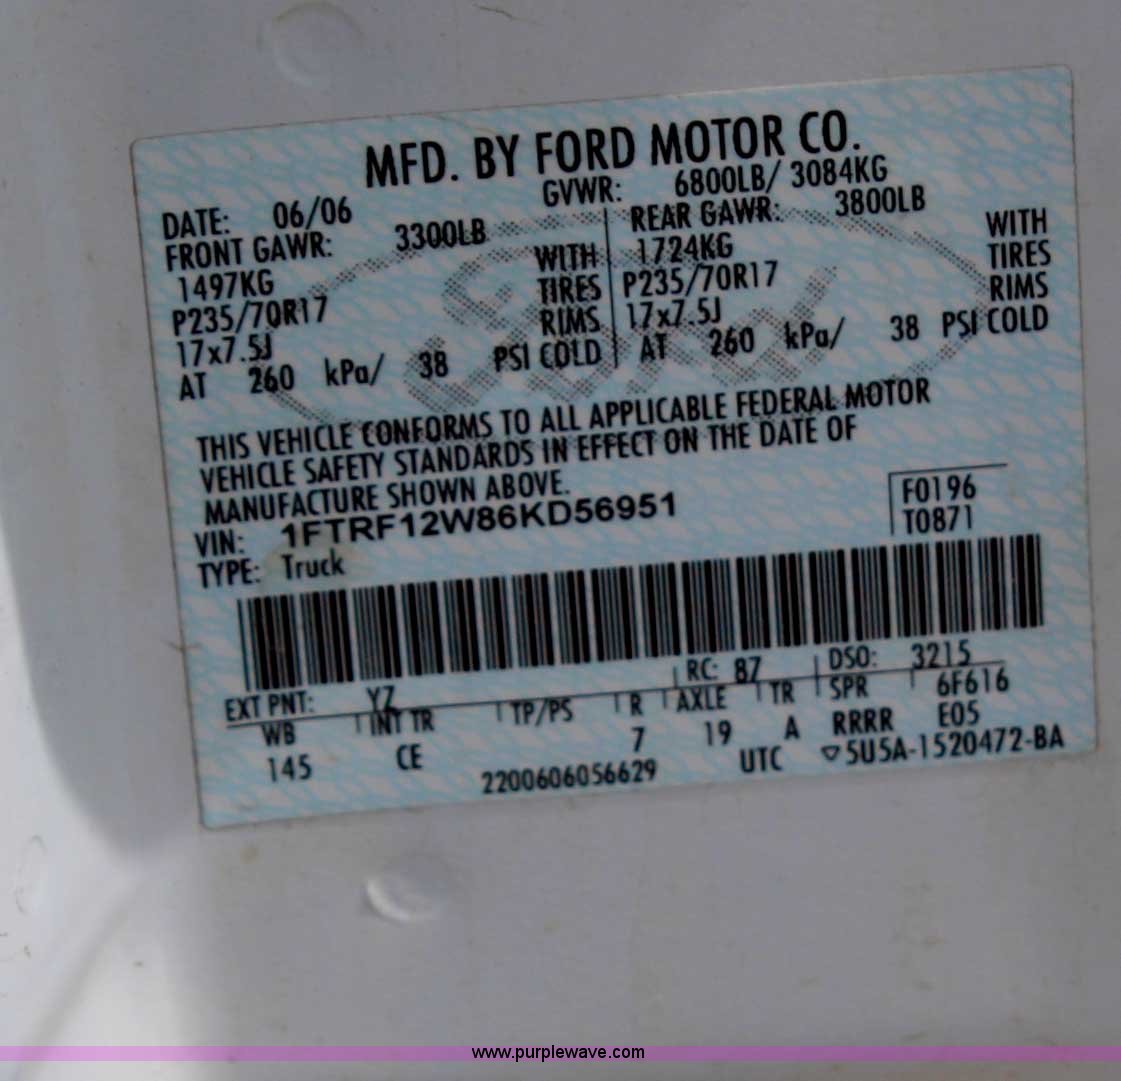 MFD. BY FORD MOTOR CO.
DATE: 06/06 GVWR: 6800LB/ 3084KG
FRONT GAWR: 3300LB REAR GAWR: 3800LB
1497KG WITH 1724KG WITH
P235/70R17 TIRES P235/70R17 TIRES
17x7.5J RIMS 17x7.5J RIMS
AT 260 kPa/ 38 PSI COLD AT 260 kPa/ 38 PSI COLD
THIS VEHICLE CONFORMS TO ALL APPLICABLE FEDERAL MOTOR
VEHICLE SAFETY STANDARDS IN EFFECT ON THE DATE OF
MANUFACTURE SHOWN ABOVE.
VIN: 1FTRF12W86KD56951 F0196
TYPE: Truck T0871
EXT PNT: YZ RC: 87 DSO: 3215
WB INT TR TP/PS R AXLE TR SPR 6F616
145 CE 7 19 A RRRR E05
2200606056629 UTC ▽5U5A-1520472-BA
Ford
www.purplewave.com